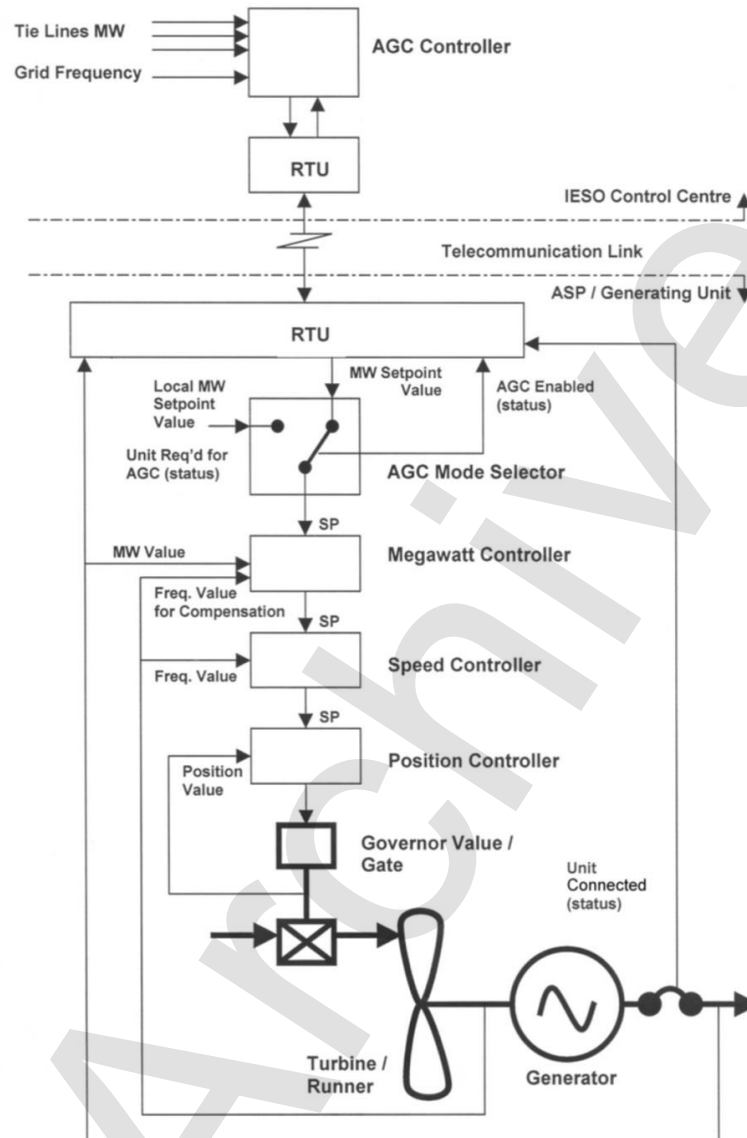 Tie Lines MW
AGC Controller
Grid Frequency
RTU
IESO Control Centre
Telecommunication Link
ASP / Generating Unit
RTU
MW Setpoint
Value
AGC Enabled
(status)
Local MW
Setpoint
Value
Unit Req'd for
AGC (status)
AGC Mode Selector
SP
MW Value
Megawatt Controller
Freq. Value
for Compensation
SP
Speed Controller
Freq. Value
SP
Position Controller
Position
Value
Governor Value /
Gate
Unit
Connected
(status)
Turbine /
Runner
Generator
Archive